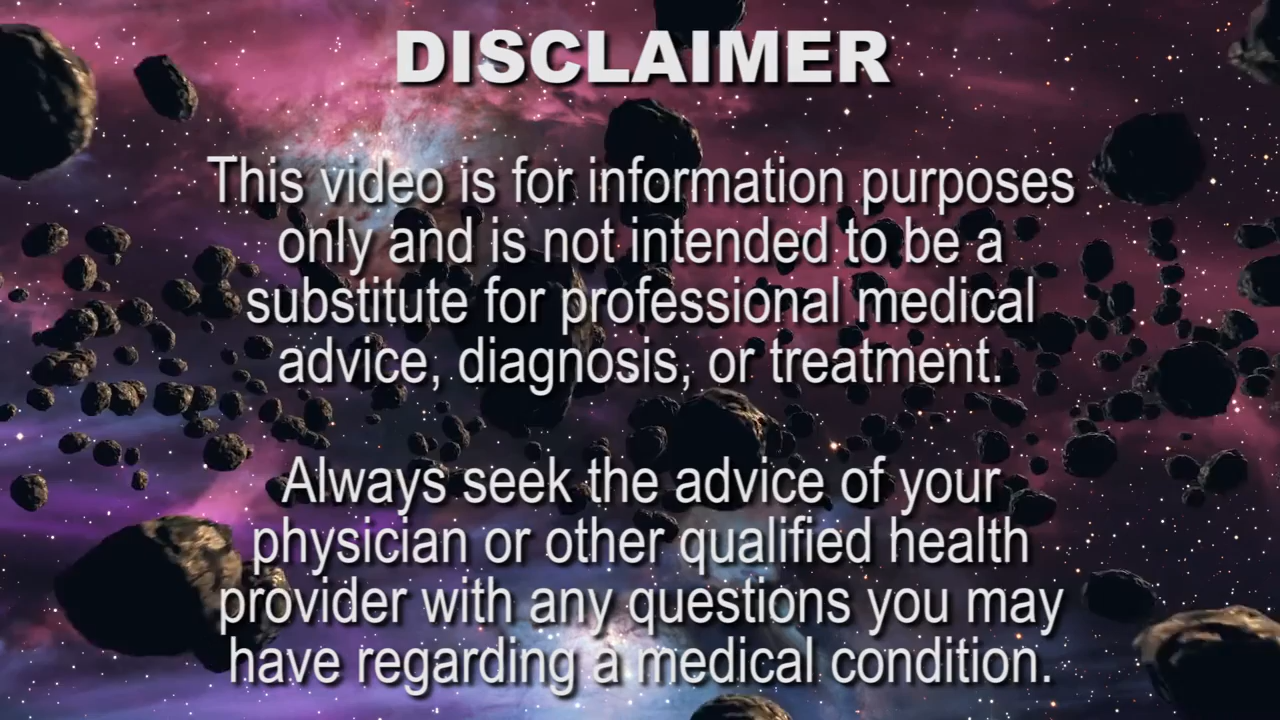 DISCLAIMER
This video is for information purposes
only and is not intended to be a
substitute for professional medical
advice, diagnosis, or treatment.
Always seek the advice of your
physician or other qualified health
provider with any questions you may
have regarding a medical condition.